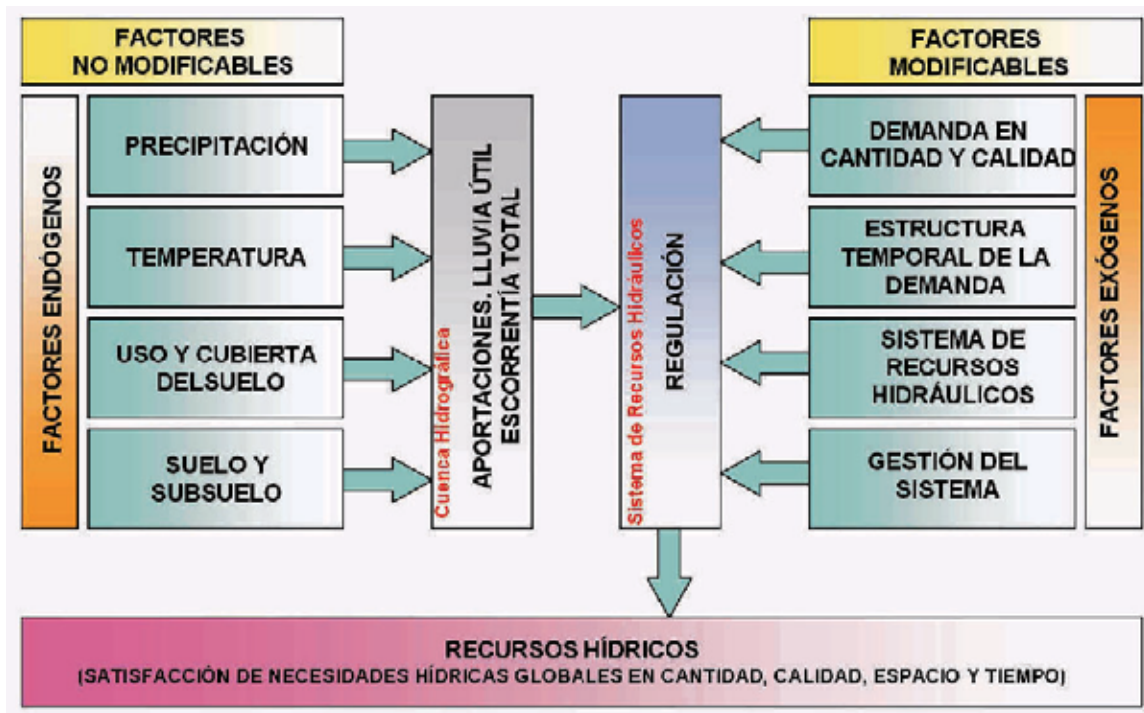 FACTORES
NO MODIFICABLES
FACTORES
MODIFICABLES
FACTORES ENDÓGENOS
PRECIPITACIÓN
TEMPERATURA
USO Y CUBIERTA
DELSUELO
SUELO Y
SUBSUELO
Cuenca Hidrográfica
APORTACIONES. LLUVIA ÚTIL
ESCORRENTÍA TOTAL
Sistema de Recursos Hidráulicos
REGULACIÓN
DEMANDA EN
CANTIDAD Y CALIDAD
ESTRUCTURA
TEMPORAL DE LA
DEMANDA
SISTEMA DE
RECURSOS
HIDRÁULICOS
GESTIÓN DEL
SISTEMA
FACTORES EXÓGENOS
RECURSOS HÍDRICOS
(SATISFACCIÓN DE NECESIDADES HÍDRICAS GLOBALES EN CANTIDAD, CALIDAD, ESPACIO Y TIEMPO)